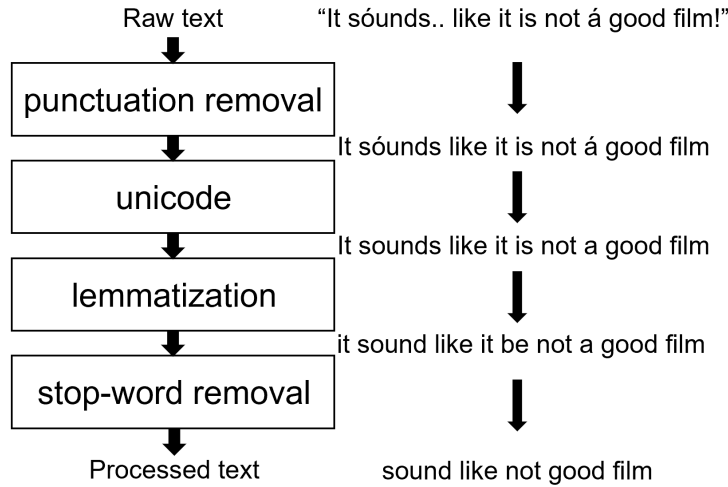 Raw text
“It sóunds.. like it is not á good film!”
punctuation removal
It sóunds like it is not á good film
unicode
It sounds like it is not a good film
lemmatization
it sound like it be not a good film
stop-word removal
Processed text
sound like not good film